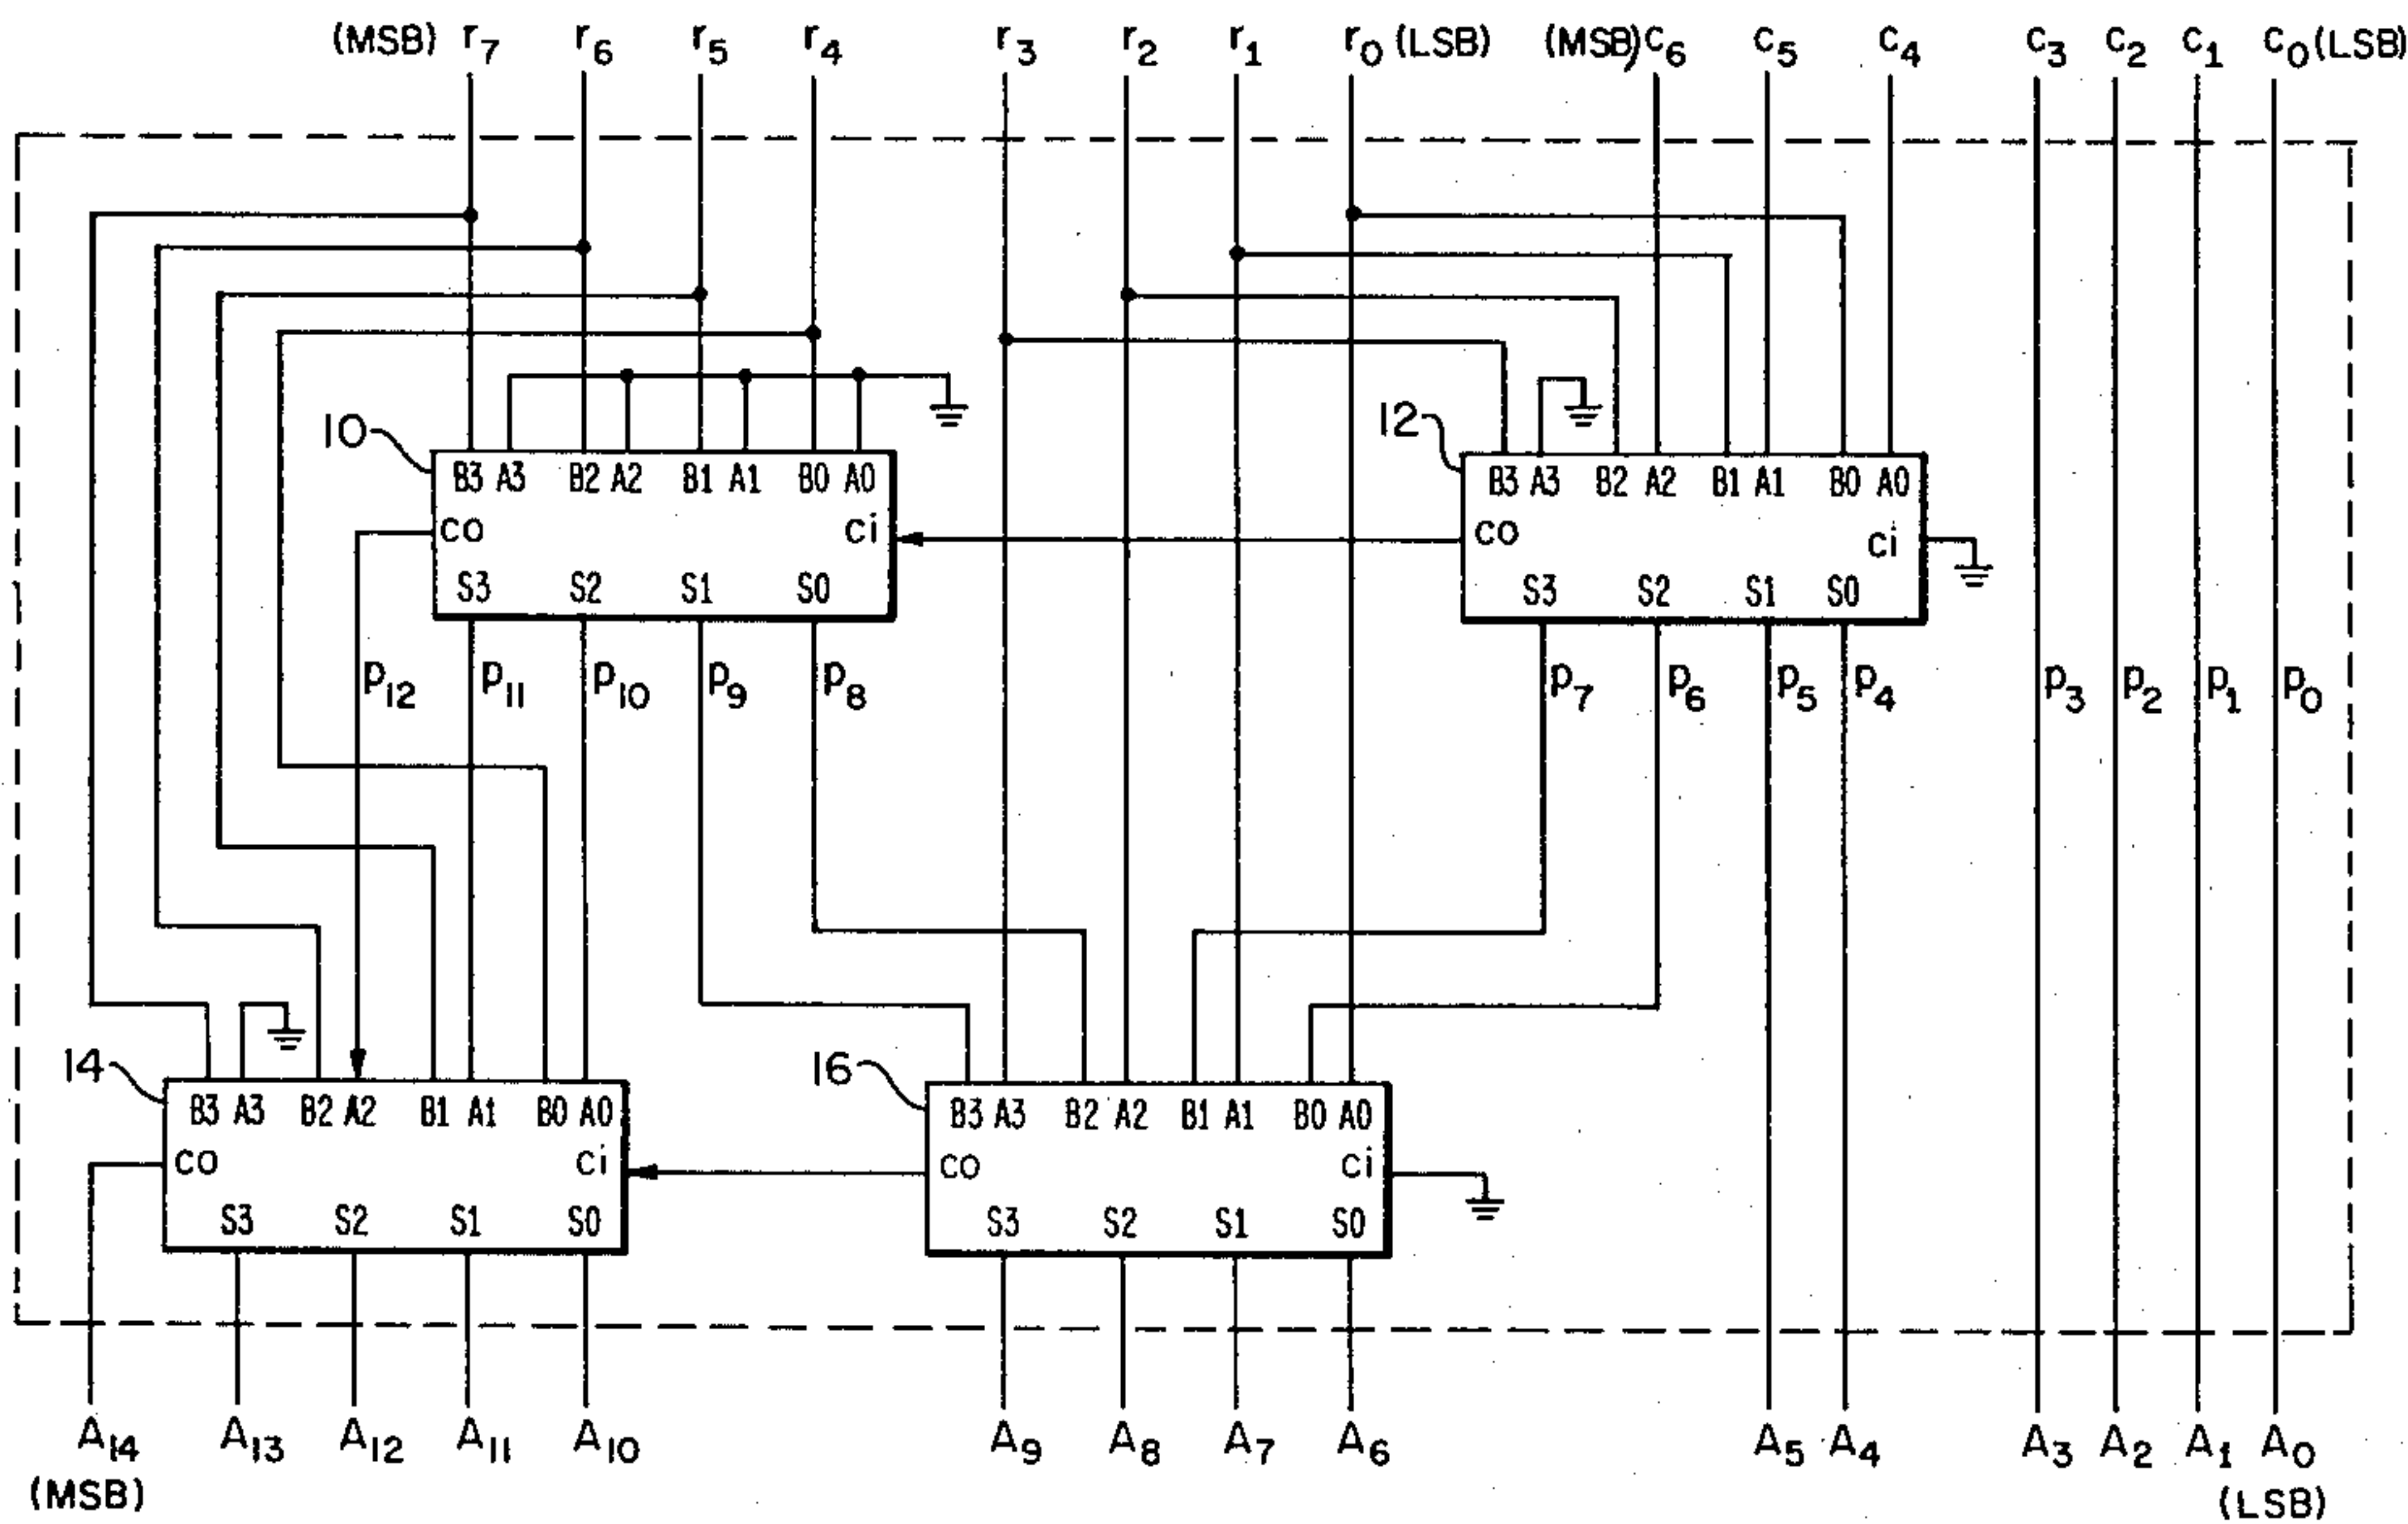 (MSB) r7 r6 r5 r4 r3 r2 r1 r0 (LSB) (MSB) c6 c5 c4 c3 c2 c1 c0 (LSB)
10
B3 A3 B2 A2 B1 A1 B0 A0
co ci
S3 S2 S1 S0
12
B3 A3 B2 A2 B1 A1 B0 A0
co ci
S3 S2 S1 S0
p12 p11 p10 p9 p8 p7 p6 p5 p4 p3 p2 p1 p0
14
B3 A3 B2 A2 B1 A1 B0 A0
co ci
S3 S2 S1 S0
16
B3 A3 B2 A2 B1 A1 B0 A0
co ci
S3 S2 S1 S0
A14 A13 A12 A11 A10 A9 A8 A7 A6 A5 A4 A3 A2 A1 A0
(MSB) (LSB)